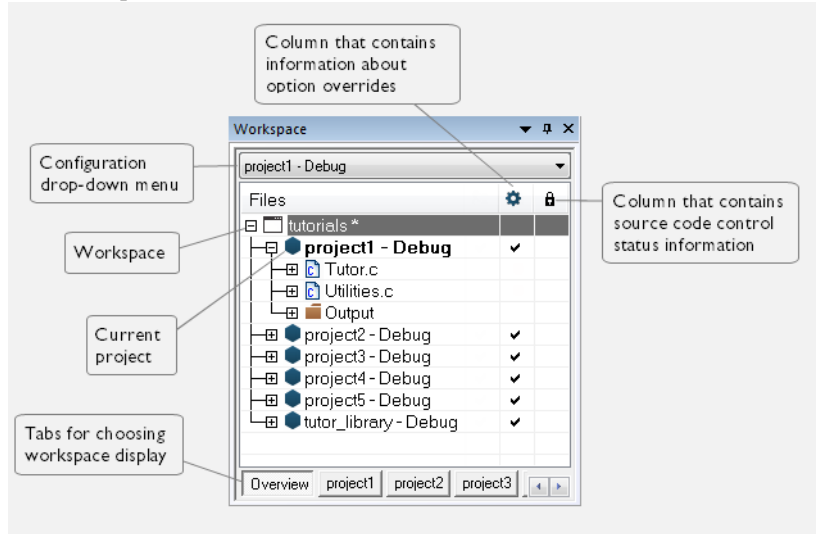 Column that contains
information about
option overrides
Workspace
Configuration
drop-down menu
project1 - Debug
Files
Column that contains
source code control
status information
Workspace
tutorials *
project1 - Debug
Tutor.c
Utilities.c
Output
Current
project
project2 - Debug
project3 - Debug
project4 - Debug
project5 - Debug
tutor_library - Debug
Tabs for choosing
workspace display
Overview project1 project2 project3